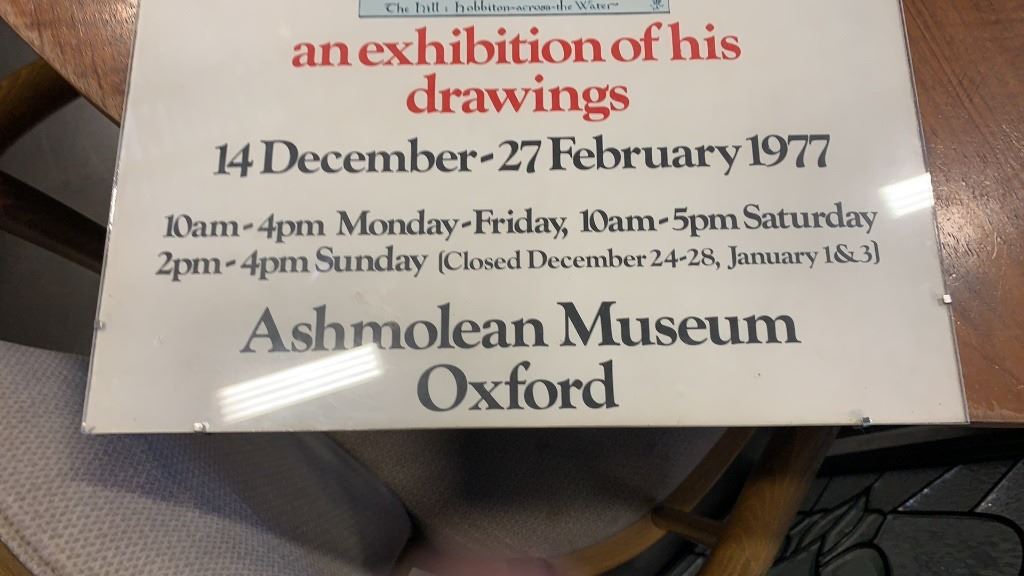 The Hill : Hobbiton-across-the Water
an exhibition of his
drawings
14 December-27 February 1977
10am-4pm Monday-Friday, 10am-5pm Saturday
2pm-4pm Sunday (Closed December 24-28, January 1&3)
Ashmolean Museum
Oxford